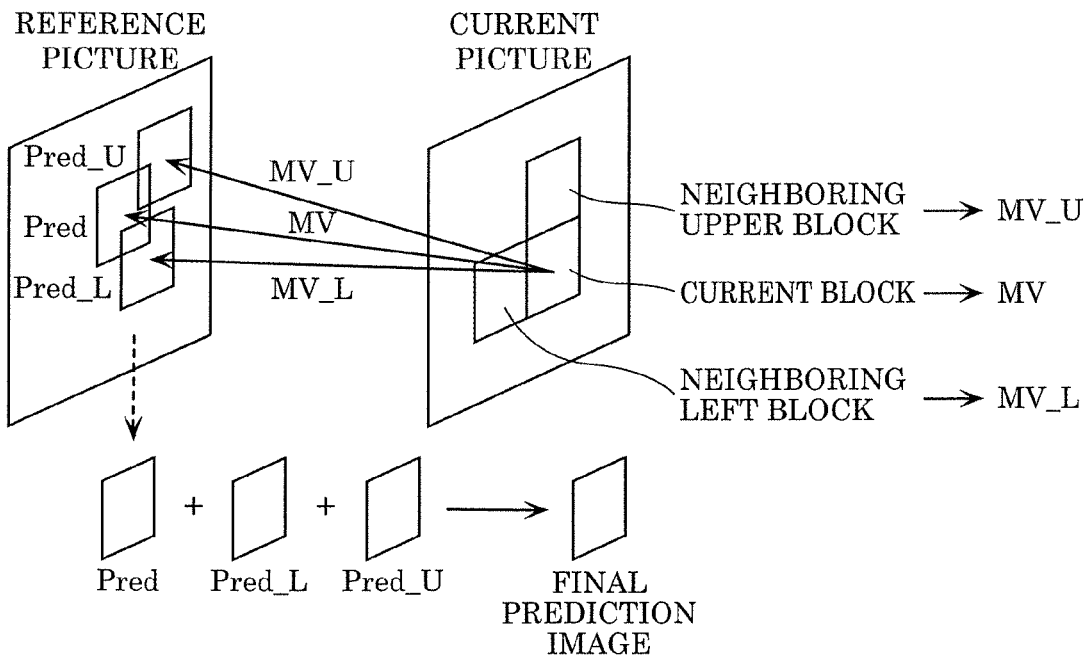 REFERENCE
PICTURE
CURRENT
PICTURE
Pred_U
MV_U
Pred
MV
Pred_L
MV_L
NEIGHBORING
UPPER BLOCK
MV_U
CURRENT BLOCK
MV
NEIGHBORING
LEFT BLOCK
MV_L
+
+
Pred
Pred_L
Pred_U
FINAL
PREDICTION
IMAGE